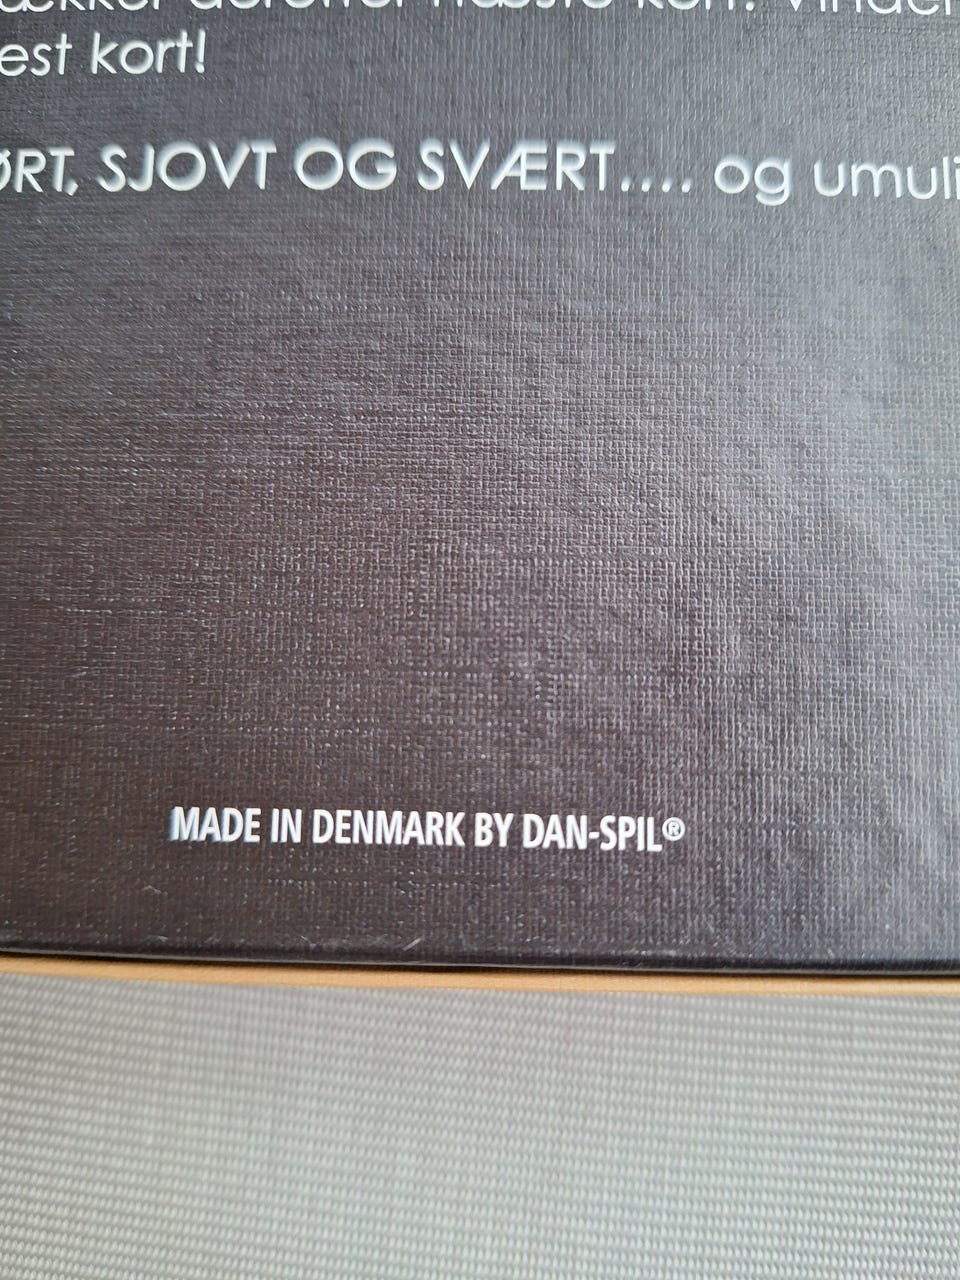 est kort!
ØRT, SJOVT OG SVÆRT.... og umuli
MADE IN DENMARK BY DAN-SPIL®